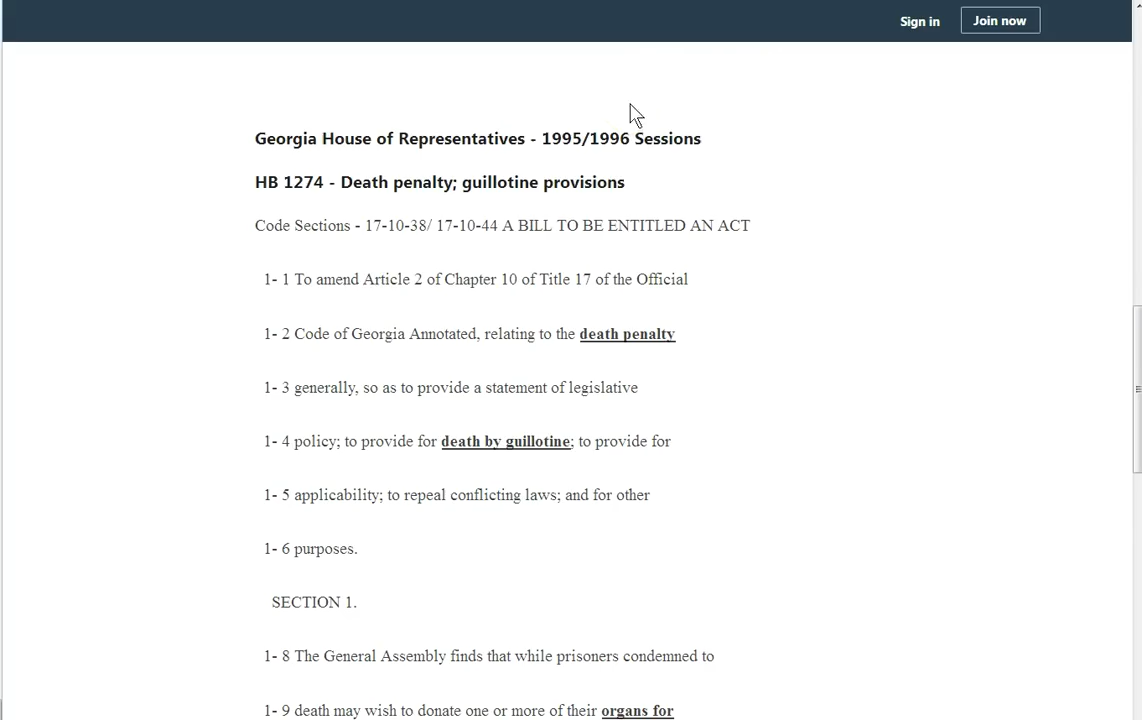 Sign in Join now
Georgia House of Representatives - 1995/1996 Sessions
HB 1274 - Death penalty; guillotine provisions
Code Sections - 17-10-38/ 17-10-44 A BILL TO BE ENTITLED AN ACT
1- 1 To amend Article 2 of Chapter 10 of Title 17 of the Official
1- 2 Code of Georgia Annotated, relating to the death penalty
1- 3 generally, so as to provide a statement of legislative
1- 4 policy; to provide for death by guillotine; to provide for
1- 5 applicability; to repeal conflicting laws; and for other
1- 6 purposes.
SECTION 1.
1- 8 The General Assembly finds that while prisoners condemned to
1- 9 death may wish to donate one or more of their organs for